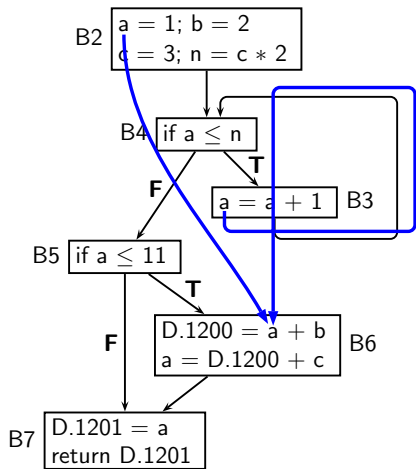 B2
a = 1; b = 2
c = 3; n = c * 2
B4
if a ≤ n
T
F
a = a + 1
B3
B5
if a ≤ 11
T
F
D.1200 = a + b
a = D.1200 + c
B6
B7
D.1201 = a
return D.1201